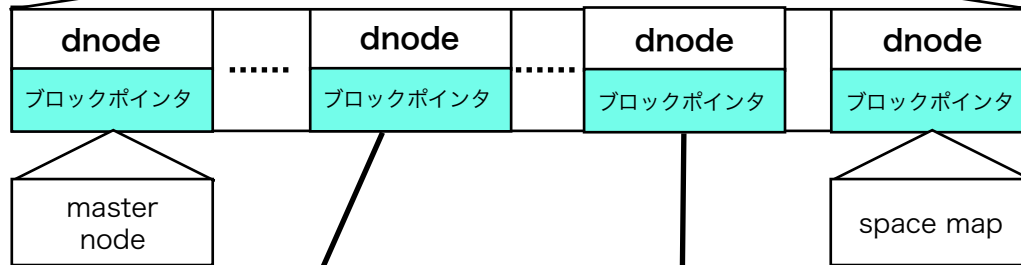 dnode
dnode
dnode
dnode
ブロックポインタ
ブロックポインタ
ブロックポインタ
ブロックポインタ
master
node
space map